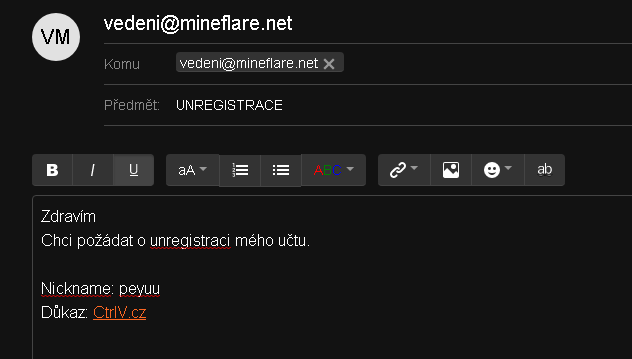 VM
vedeni@mineflare.net
Komu vedeni@mineflare.net
Předmět: UNREGISTRACE
B I U aA ABC ab
Zdravím
Chci požádat o unregistraci mého učtu.
Nickname: peyuu
Důkaz: CtrlV.cz